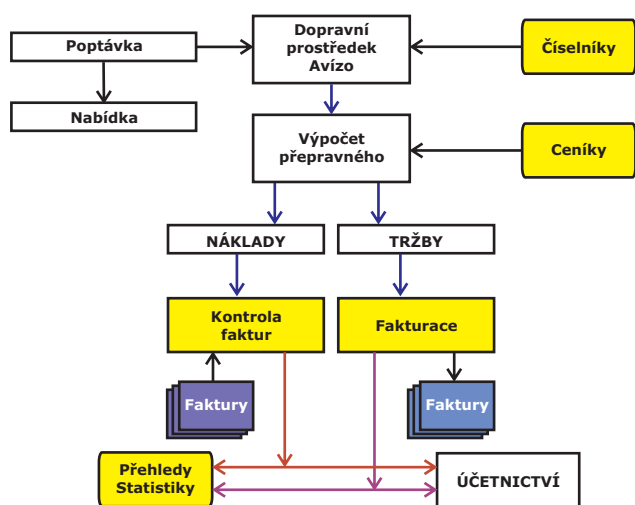 Poptávka
Dopravní
prostředek
Avízo
Číselníky
Nabídka
Výpočet
přepravného
Ceníky
NÁKLADY
TRŽBY
Kontrola
faktur
Fakturace
Faktury
Faktury
Přehledy
Statistiky
ÚČETNICTVÍ